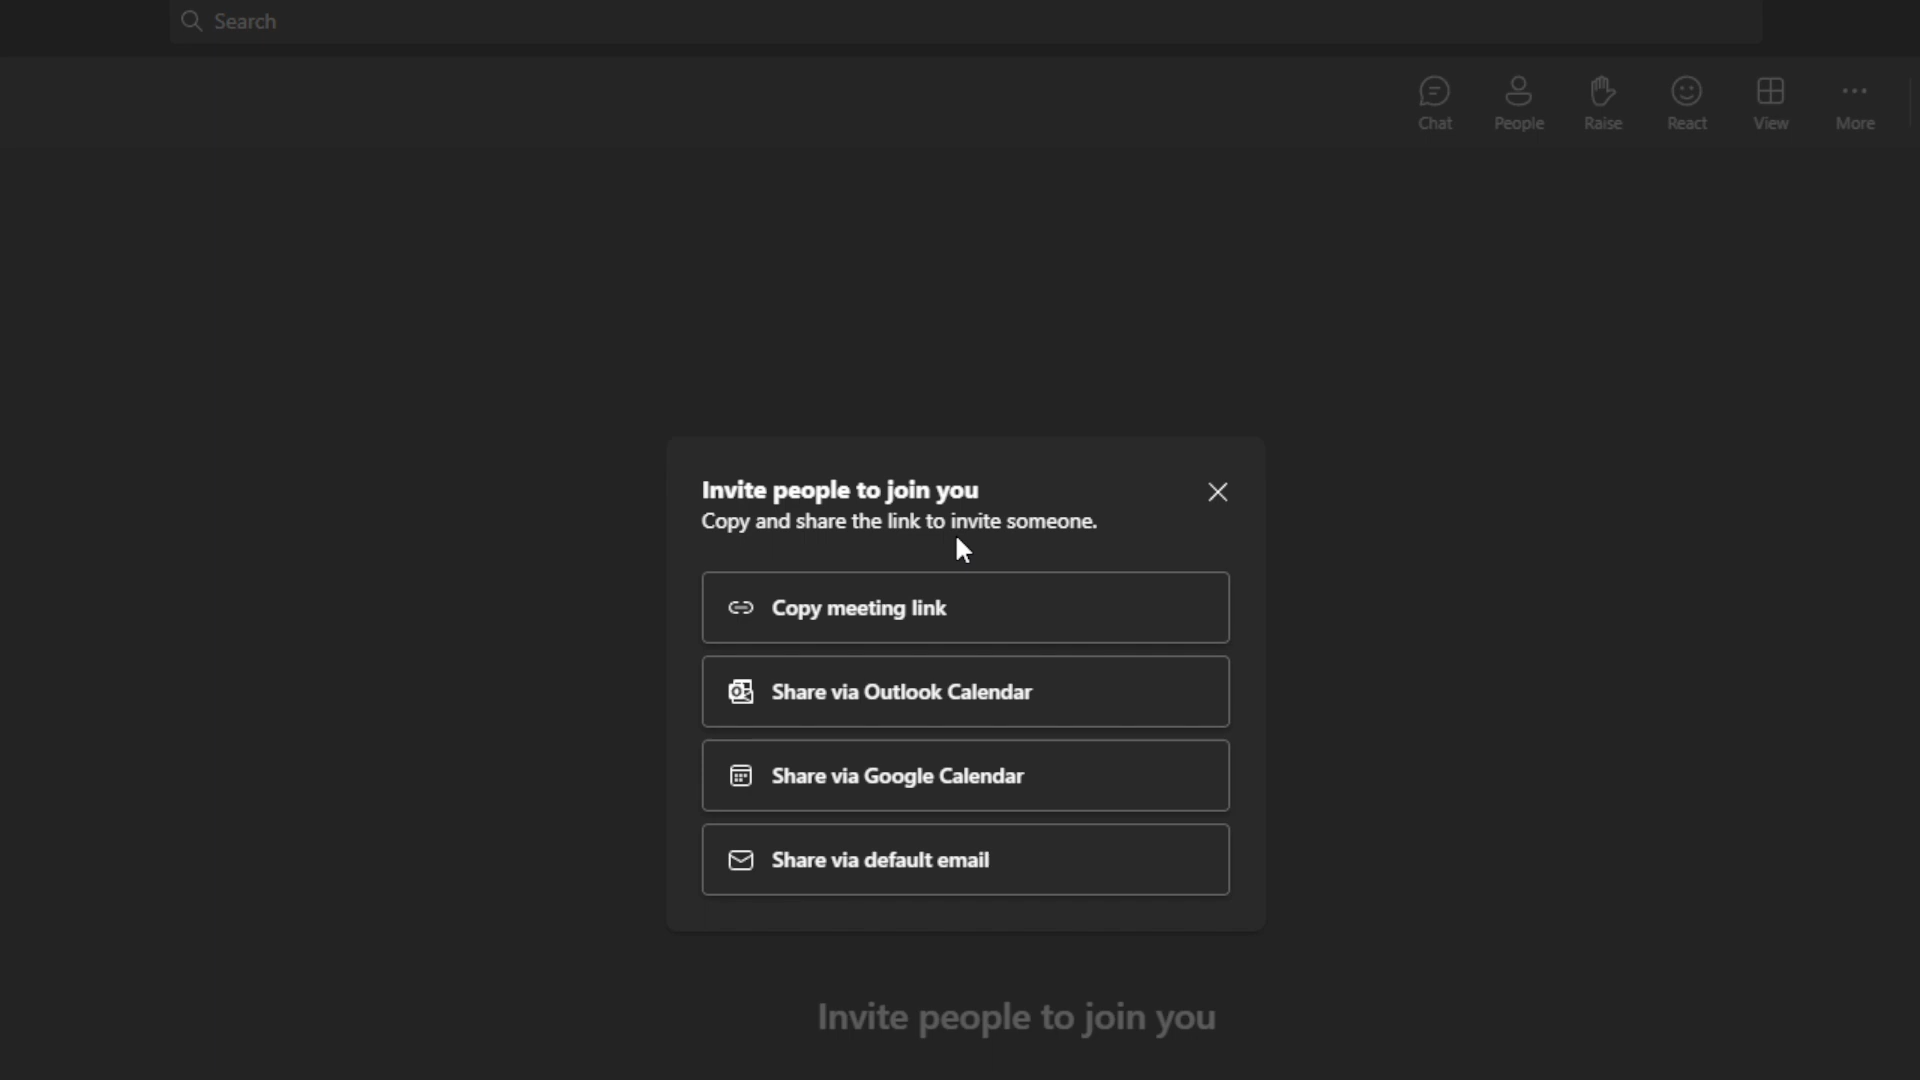 Search
Chat
People
Raise
React
View
More
Invite people to join you
Copy and share the link to invite someone.
Copy meeting link
Share via Outlook Calendar
Share via Google Calendar
Share via default email
Invite people to join you